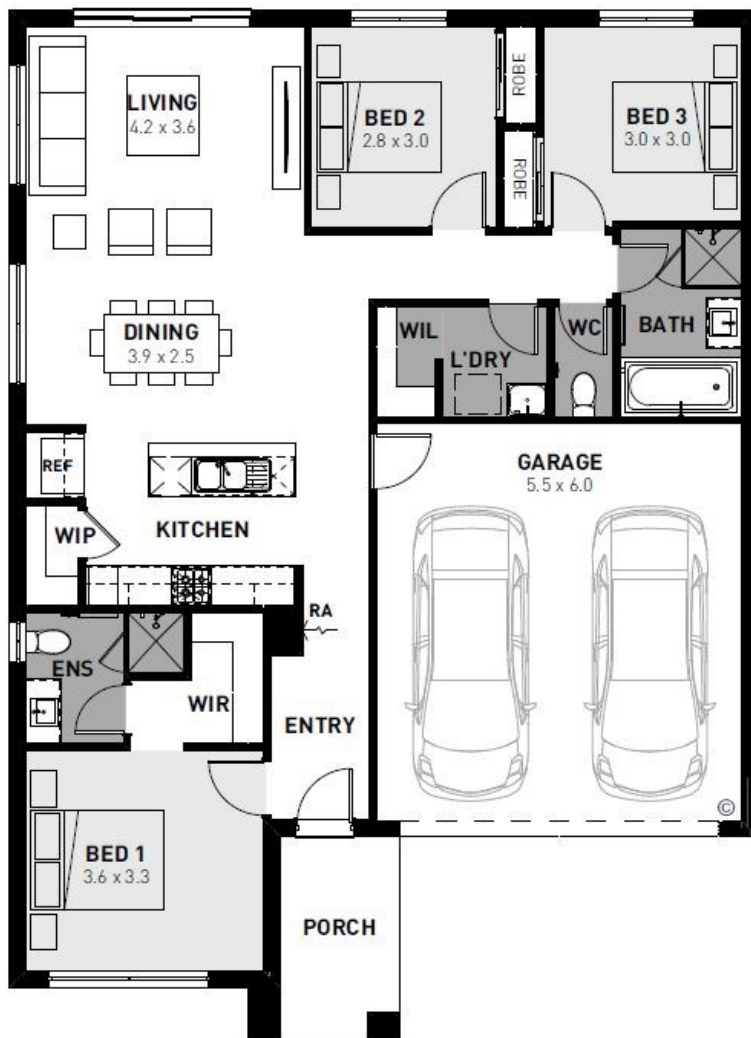 LIVING
4.2 x 3.6
BED 2
2.8 x 3.0
ROBE
ROBE
BED 3
3.0 x 3.0
DINING
3.9 x 2.5
WIL
L'DRY
WC
BATH
REF
WIP
KITCHEN
GARAGE
5.5 x 6.0
RA
ENS
WIR
ENTRY
©
BED 1
3.6 x 3.3
PORCH